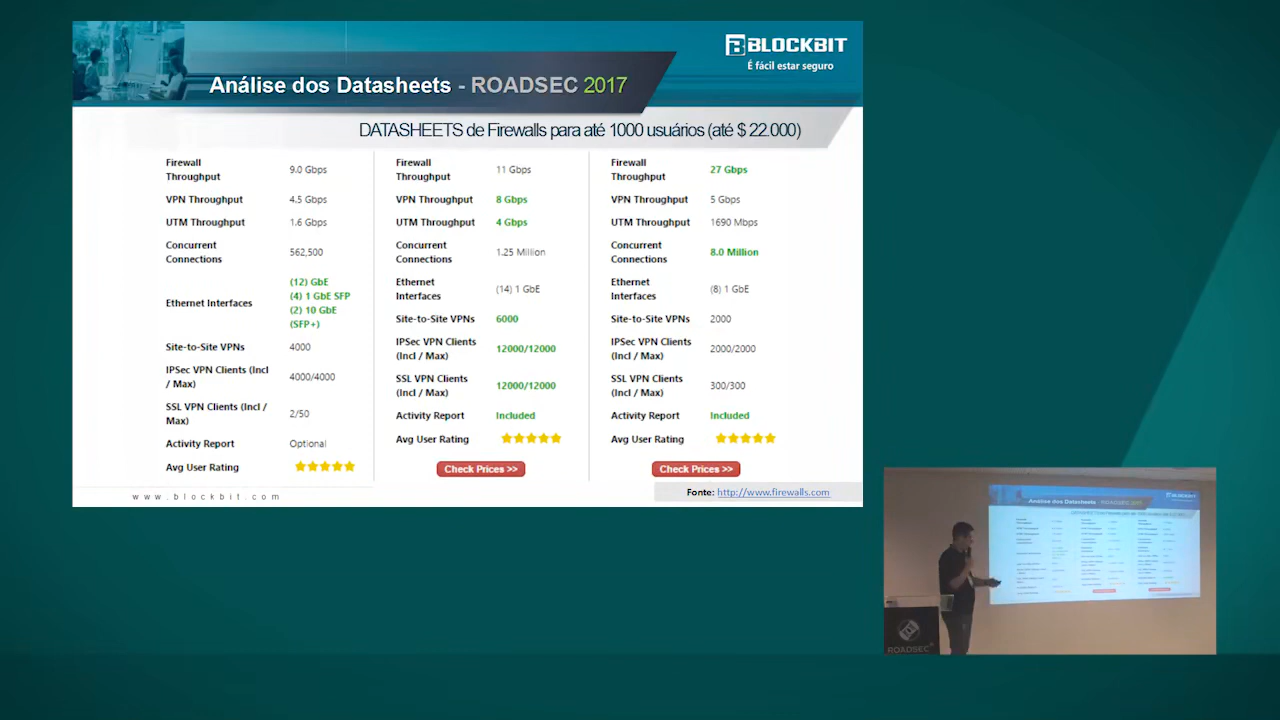 BLOCKBIT
É fácil estar seguro
Análise dos Datasheets - ROADSEC 2017
DATASHEETS de Firewalls para até 1000 usuários (até $ 22.000)
Firewall
Throughput
9.0 Gbps
VPN Throughput
4.5 Gbps
UTM Throughput
1.6 Gbps
Concurrent
Connections
562,500
Ethernet Interfaces
(12) GbE
(4) 1 GbE SFP
(2) 10 GbE
(SFP+)
Site-to-Site VPNs
4000
IPSec VPN Clients (Incl
/ Max)
4000/4000
SSL VPN Clients (Incl /
Max)
2/50
Activity Report
Optional
Avg User Rating
Firewall
Throughput
11 Gbps
VPN Throughput
8 Gbps
UTM Throughput
4 Gbps
Concurrent
Connections
1.25 Million
Ethernet
Interfaces
(14) 1 GbE
Site-to-Site VPNs
6000
IPSec VPN Clients
(Incl / Max)
12000/12000
SSL VPN Clients
(Incl / Max)
12000/12000
Activity Report
Included
Avg User Rating
Check Prices >>
Firewall
Throughput
27 Gbps
VPN Throughput
5 Gbps
UTM Throughput
1690 Mbps
Concurrent
Connections
8.0 Million
Ethernet
Interfaces
(8) 1 GbE
Site-to-Site VPNs
2000
IPSec VPN Clients
(Incl / Max)
2000/2000
SSL VPN Clients
(Incl / Max)
300/300
Activity Report
Included
Avg User Rating
Check Prices >>
www.blockbit.com
Fonte: http://www.firewalls.com
Análise dos Datasheets - ROADSEC 2017
BLOCKBIT
ROADSEC